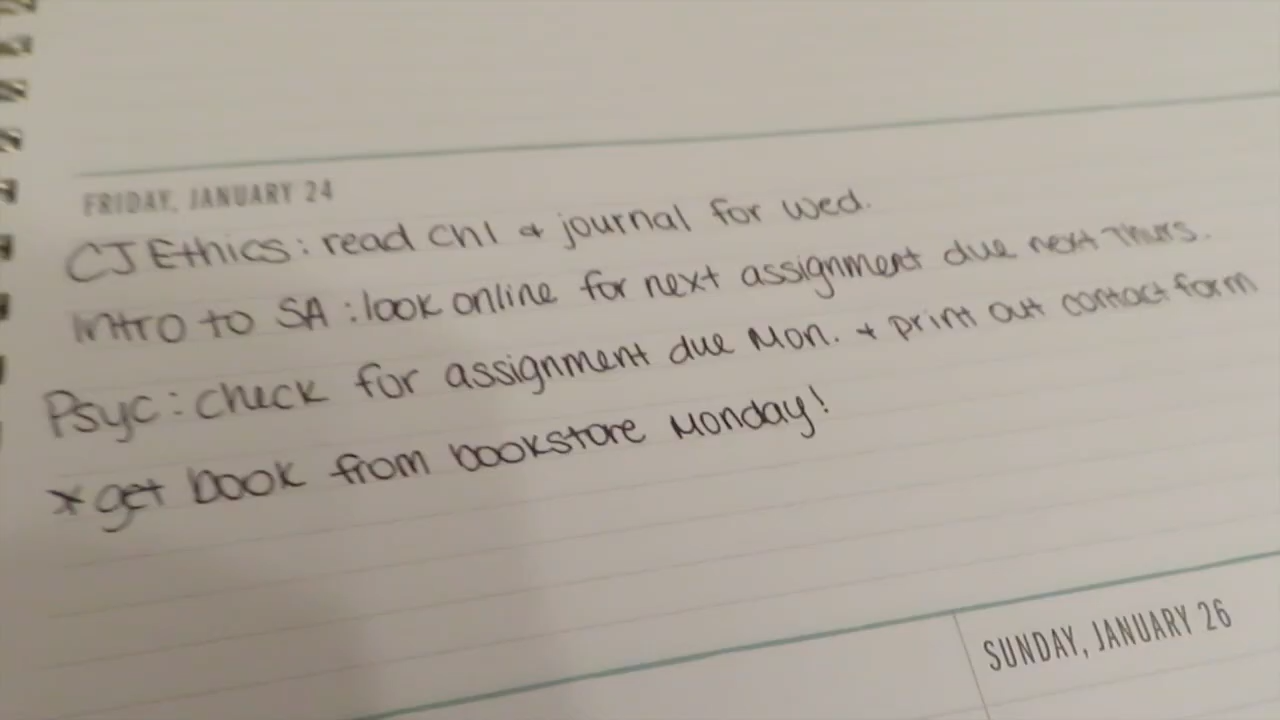 FRIDAY, JANUARY 24
CJ Ethics: read Ch1 + journal for Wed.
Intro to SA: look online for next assignment due next Thurs.
Psyc: check for assignment due Mon. + print out contact form
*get book from bookstore Monday!
SUNDAY, JANUARY 26